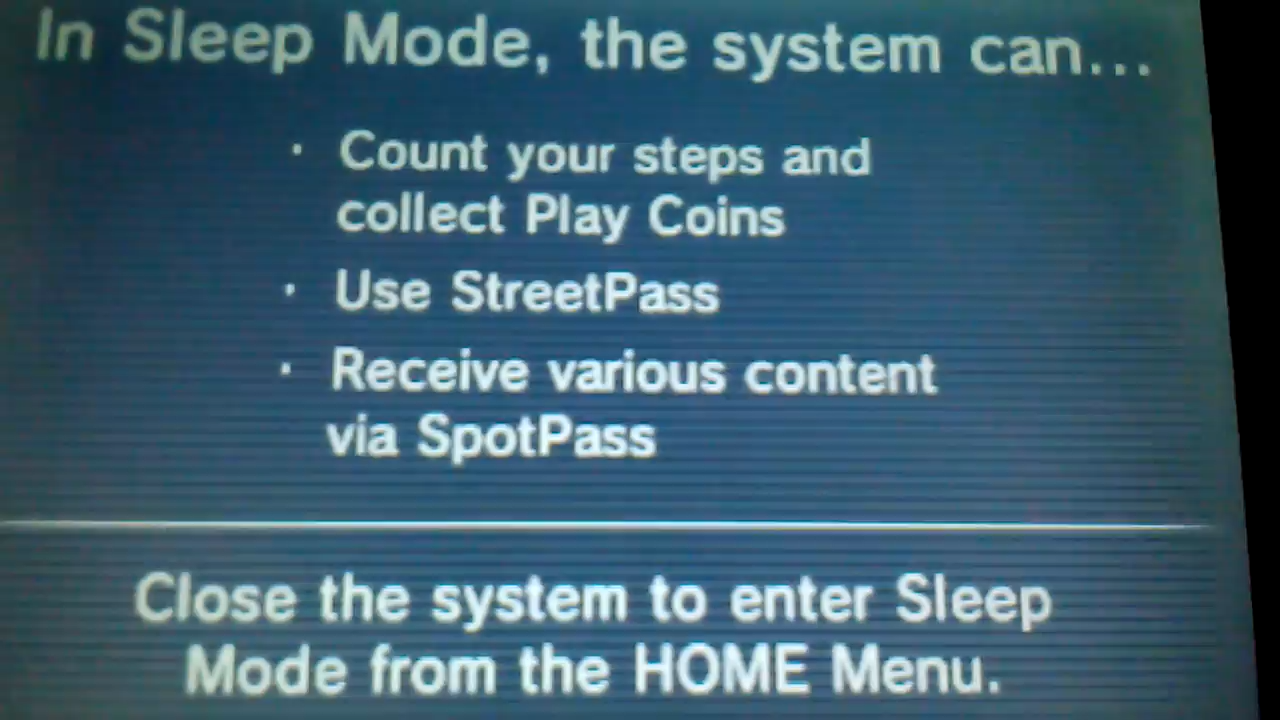 In Sleep Mode, the system can...
· Count your steps and
collect Play Coins
· Use StreetPass
· Receive various content
via SpotPass
Close the system to enter Sleep
Mode from the HOME Menu.